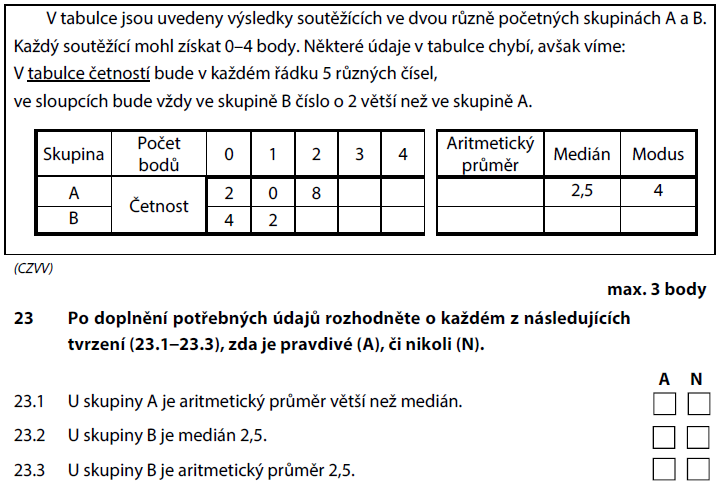 V tabulce jsou uvedeny výsledky soutěžících ve dvou různě početných skupinách A a B.
Každý soutěžící mohl získat 0–4 body. Některé údaje v tabulce chybí, avšak víme:
V tabulce četností bude v každém řádku 5 různých čísel,
ve sloupcích bude vždy ve skupině B číslo o 2 větší než ve skupině A.
Skupina Počet bodů 0 1 2 3 4 Aritmetický průměr Medián Modus
A Četnost 2 0 8 2,5 4
B 4 2
(CZVV)
max. 3 body
23 Po doplnění potřebných údajů rozhodněte o každém z následujících
tvrzení (23.1–23.3), zda je pravdivé (A), či nikoli (N).
A N
23.1 U skupiny A je aritmetický průměr větší než medián.
23.2 U skupiny B je medián 2,5.
23.3 U skupiny B je aritmetický průměr 2,5.